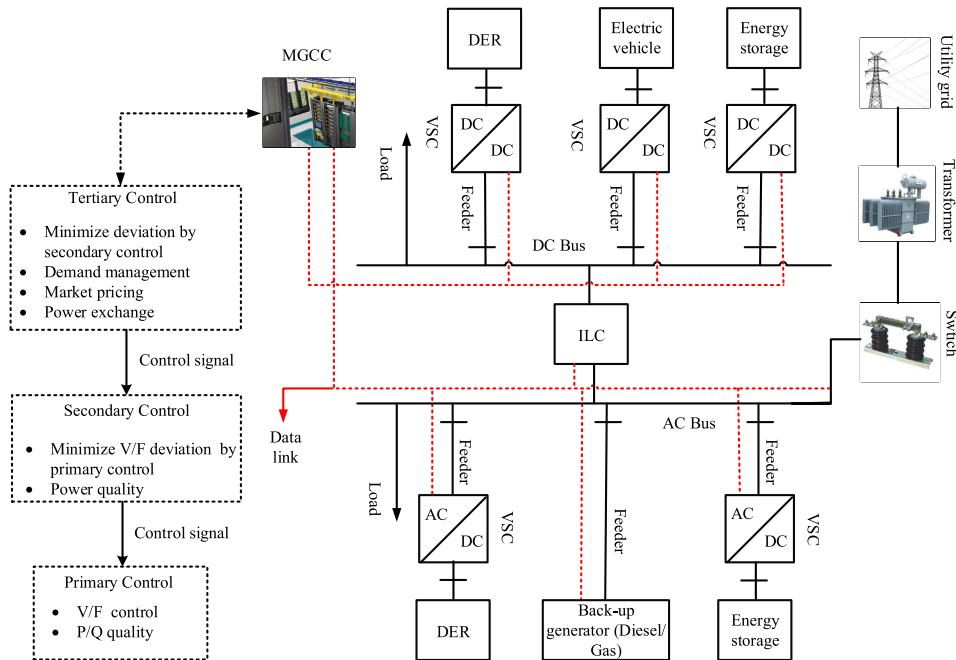 MGCC
DER
Electric
vehicle
Energy
storage
Utility grid
VSC
DC
DC
VSC
DC
DC
VSC
DC
DC
Load
Feeder
Feeder
Feeder
Transformer
DC Bus
Tertiary Control
• Minimize deviation by
secondary control
• Demand management
• Market pricing
• Power exchange
Control signal
ILC
Swtich
Secondary Control
• Minimize V/F deviation by
primary control
• Power quality
Control signal
Data
link
AC Bus
Load
Feeder
Feeder
Feeder
AC
DC
VSC
AC
DC
VSC
Primary Control
• V/F control
• P/Q quality
DER
Back-up
generator (Diesel/
Gas)
Energy
storage